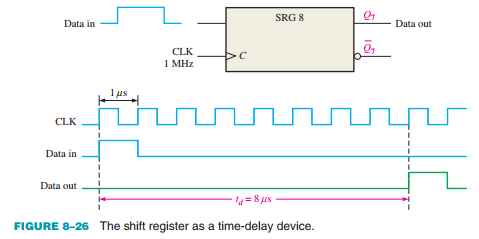 SRG 8
Q7
Data in
Data out
CLK
C
Q̅7
1 MHz
1 μs
CLK
Data in
Data out
td = 8 μs
FIGURE 8–26 The shift register as a time-delay device.